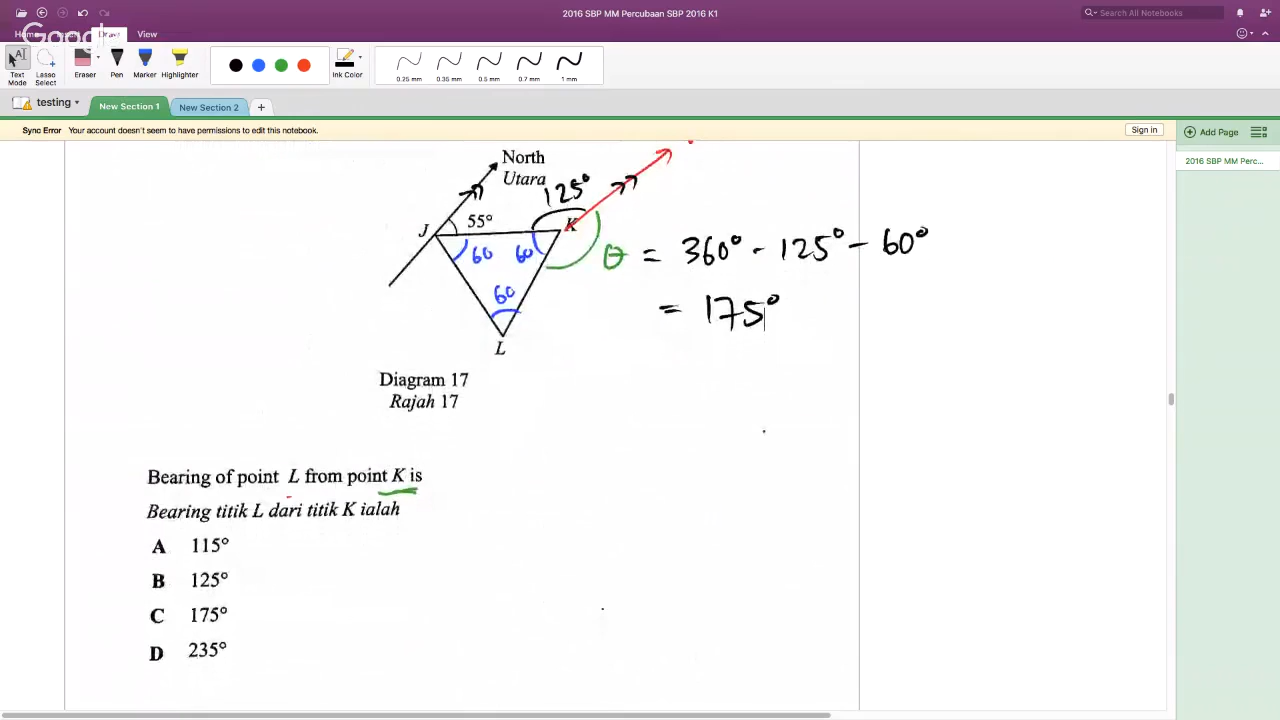 2016 SBP MM Percubaan SBP 2016 K1
Search All Notebooks
Google
Home
Insert
Draw
View
Text Mode
Lasso Select
Eraser
Pen
Marker
Highlighter
Ink Color
0.25 mm
0.35 mm
0.5 mm
0.7 mm
1 mm
testing
New Section 1
New Section 2
+
Sync Error Your account doesn't seem to have permissions to edit this notebook.
Sign in
Add Page
2016 SBP MM Perc...
North
Utara
125°
J
55°
K
60
60
60
L
θ = 360° - 125° - 60°
= 175°
Diagram 17
Rajah 17
Bearing of point L from point K is
Bearing titik L dari titik K ialah
A 115°
B 125°
C 175°
D 235°